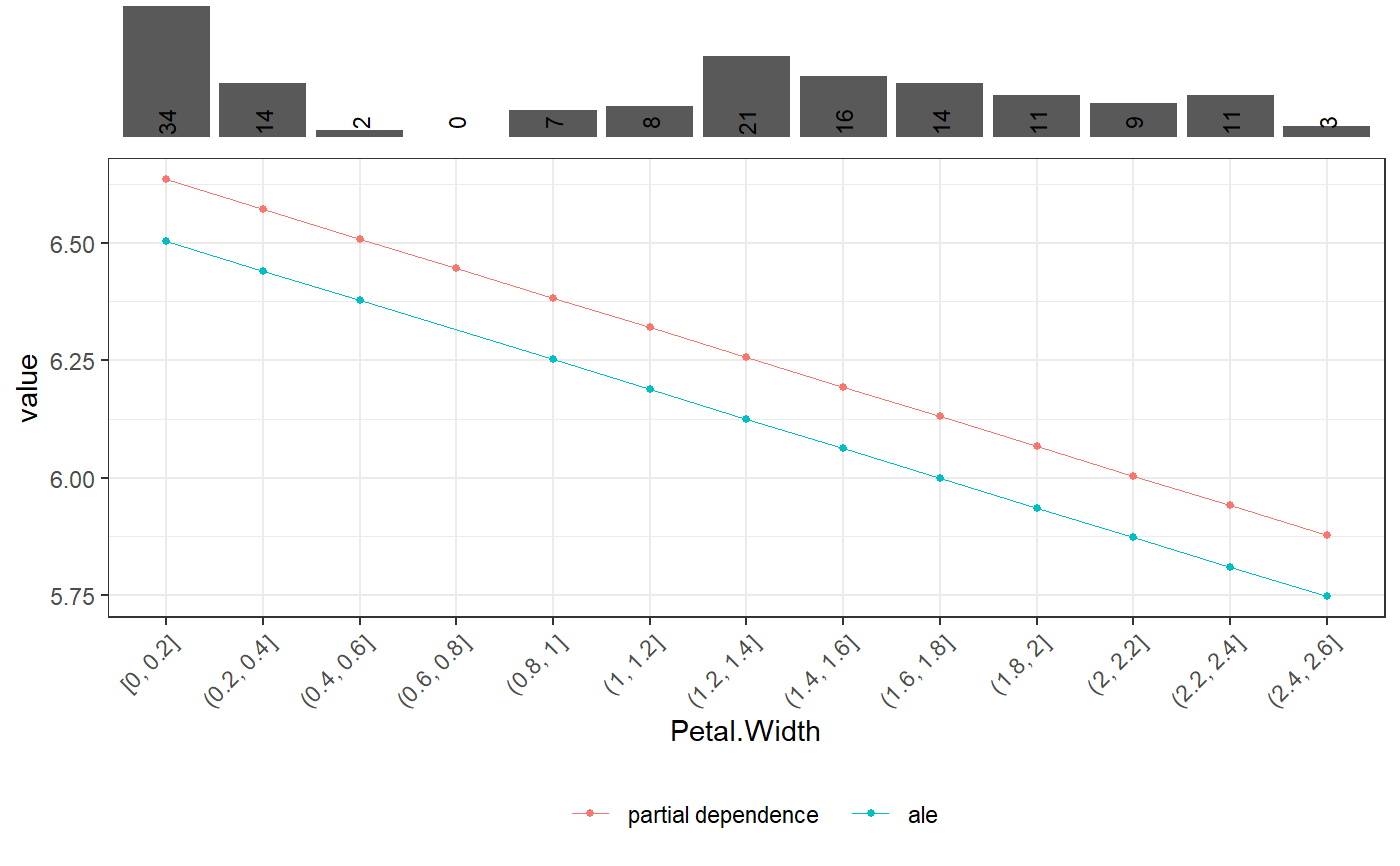 34 14 2 0 7 8 21 16 14 11 9 11 3
6.50
6.25
6.00
5.75
value
[0, 0.2] (0.2, 0.4] (0.4, 0.6] (0.6, 0.8] (0.8, 1] (1, 1.2] (1.2, 1.4] (1.4, 1.6] (1.6, 1.8] (1.8, 2] (2, 2.2] (2.2, 2.4] (2.4, 2.6]
Petal.Width
partial dependence ale